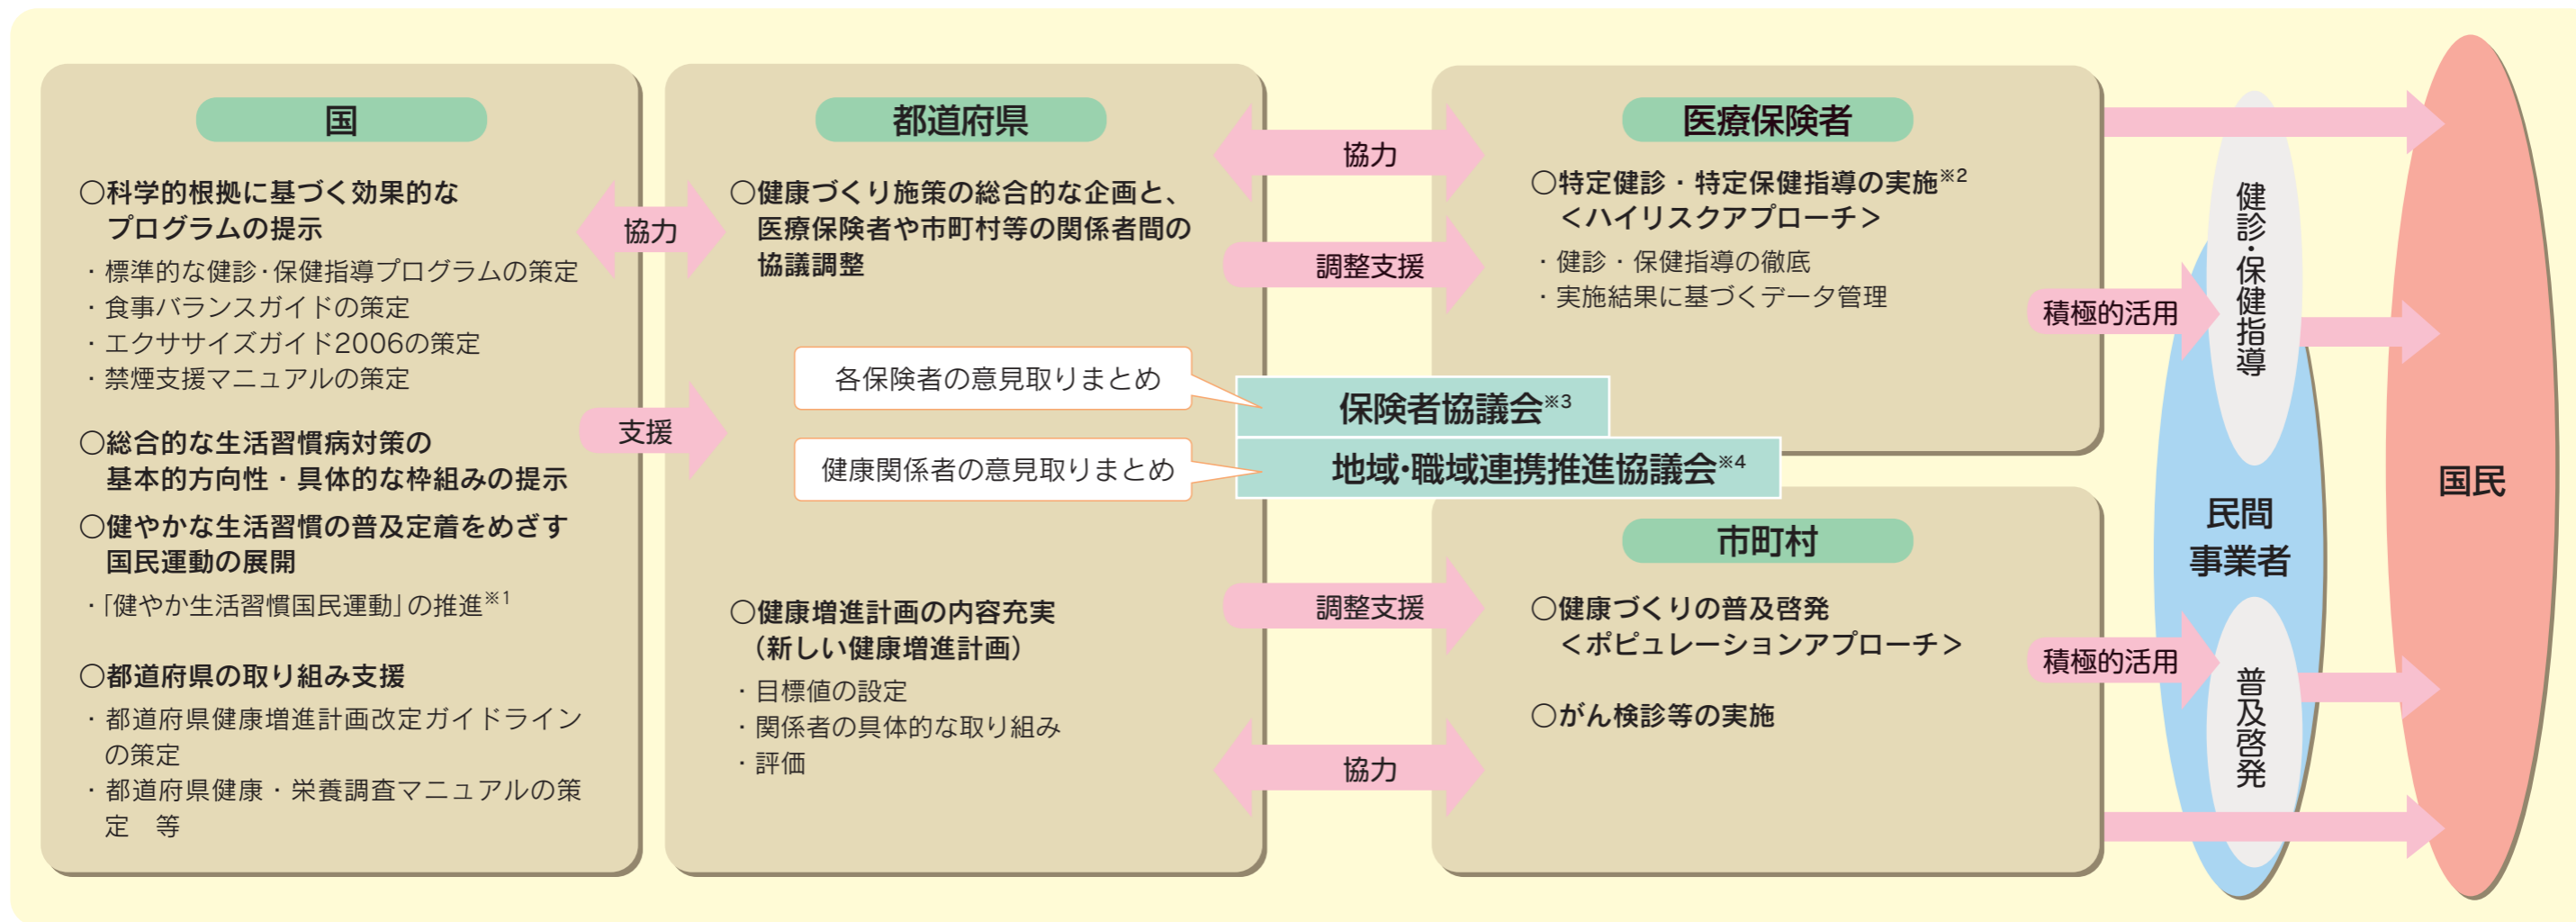 国
○科学的根拠に基づく効果的な
プログラムの提示
・標準的な健診・保健指導プログラムの策定
・食事バランスガイドの策定
・エクササイズガイド2006の策定
・禁煙支援マニュアルの策定
○総合的な生活習慣病対策の
基本的方向性・具体的な枠組みの提示
○健やかな生活習慣の普及定着をめざす
国民運動の展開
・「健やか生活習慣国民運動」の推進※1
○都道府県の取り組み支援
・都道府県健康増進計画改定ガイドライン
の策定
・都道府県健康・栄養調査マニュアルの策
定　等
協力
支援
都道府県
○健康づくり施策の総合的な企画と、
医療保険者や市町村等の関係者間の
協議調整
各保険者の意見取りまとめ
健康関係者の意見取りまとめ
○健康増進計画の内容充実
（新しい健康増進計画）
・目標値の設定
・関係者の具体的な取り組み
・評価
協力
調整支援
保険者協議会※3
地域・職域連携推進協議会※4
調整支援
協力
医療保険者
○特定健診・特定保健指導の実施※2
＜ハイリスクアプローチ＞
・健診・保健指導の徹底
・実施結果に基づくデータ管理
市町村
○健康づくりの普及啓発
＜ポピュレーションアプローチ＞
○がん検診等の実施
積極的活用
積極的活用
健診・保健指導
民間
事業者
普及啓発
国民